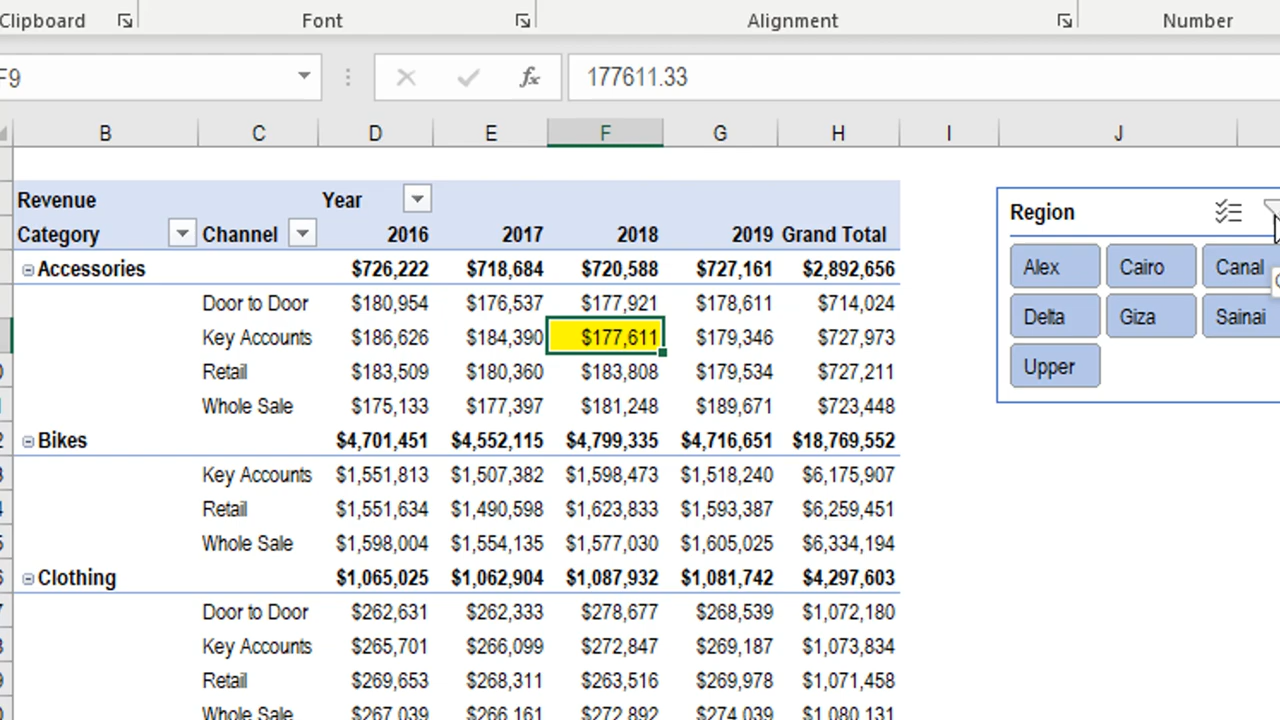 Clipboard Font Alignment Number
F9 fx 177611.33
B C D E F G H I J
Revenue Year
Category Channel 2016 2017 2018 2019 Grand Total
Accessories $726,222 $718,684 $720,588 $727,161 $2,892,656
Door to Door $180,954 $176,537 $177,921 $178,611 $714,024
Key Accounts $186,626 $184,390 $177,611 $179,346 $727,973
Retail $183,509 $180,360 $183,808 $179,534 $727,211
Whole Sale $175,133 $177,397 $181,248 $189,671 $723,448
Bikes $4,701,451 $4,552,115 $4,799,335 $4,716,651 $18,769,552
Key Accounts $1,551,813 $1,507,382 $1,598,473 $1,518,240 $6,175,907
Retail $1,551,634 $1,490,598 $1,623,833 $1,593,387 $6,259,451
Whole Sale $1,598,004 $1,554,135 $1,577,030 $1,605,025 $6,334,194
Clothing $1,065,025 $1,062,904 $1,087,932 $1,081,742 $4,297,603
Door to Door $262,631 $262,333 $278,677 $268,539 $1,072,180
Key Accounts $265,701 $266,099 $272,847 $269,187 $1,073,834
Retail $269,653 $268,311 $263,516 $269,978 $1,071,458
Whole Sale $267,039 $266,161 $272,892 $274,039 $1,080,131
Region
Alex Cairo Canal
Delta Giza Sainai
Upper